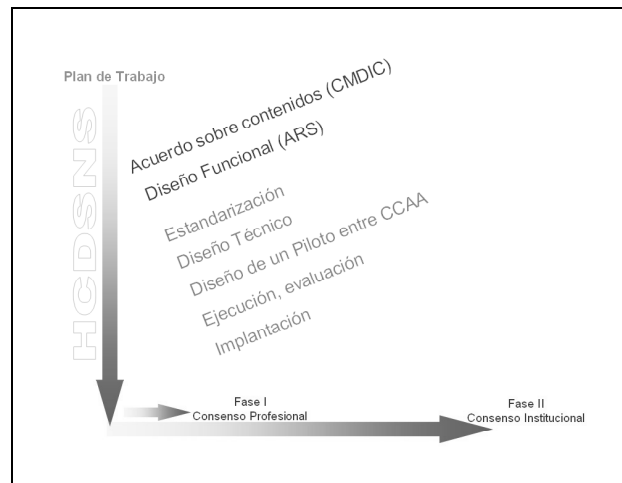 Plan de Trabajo
HCDSNS
Acuerdo sobre contenidos (CMDIC)
Diseño Funcional (ARS)
Estandarización
Diseño Técnico
Diseño de un Piloto entre CCAA
Ejecución, evaluación
Implantación
Fase I
Consenso Profesional
Fase II
Consenso Institucional